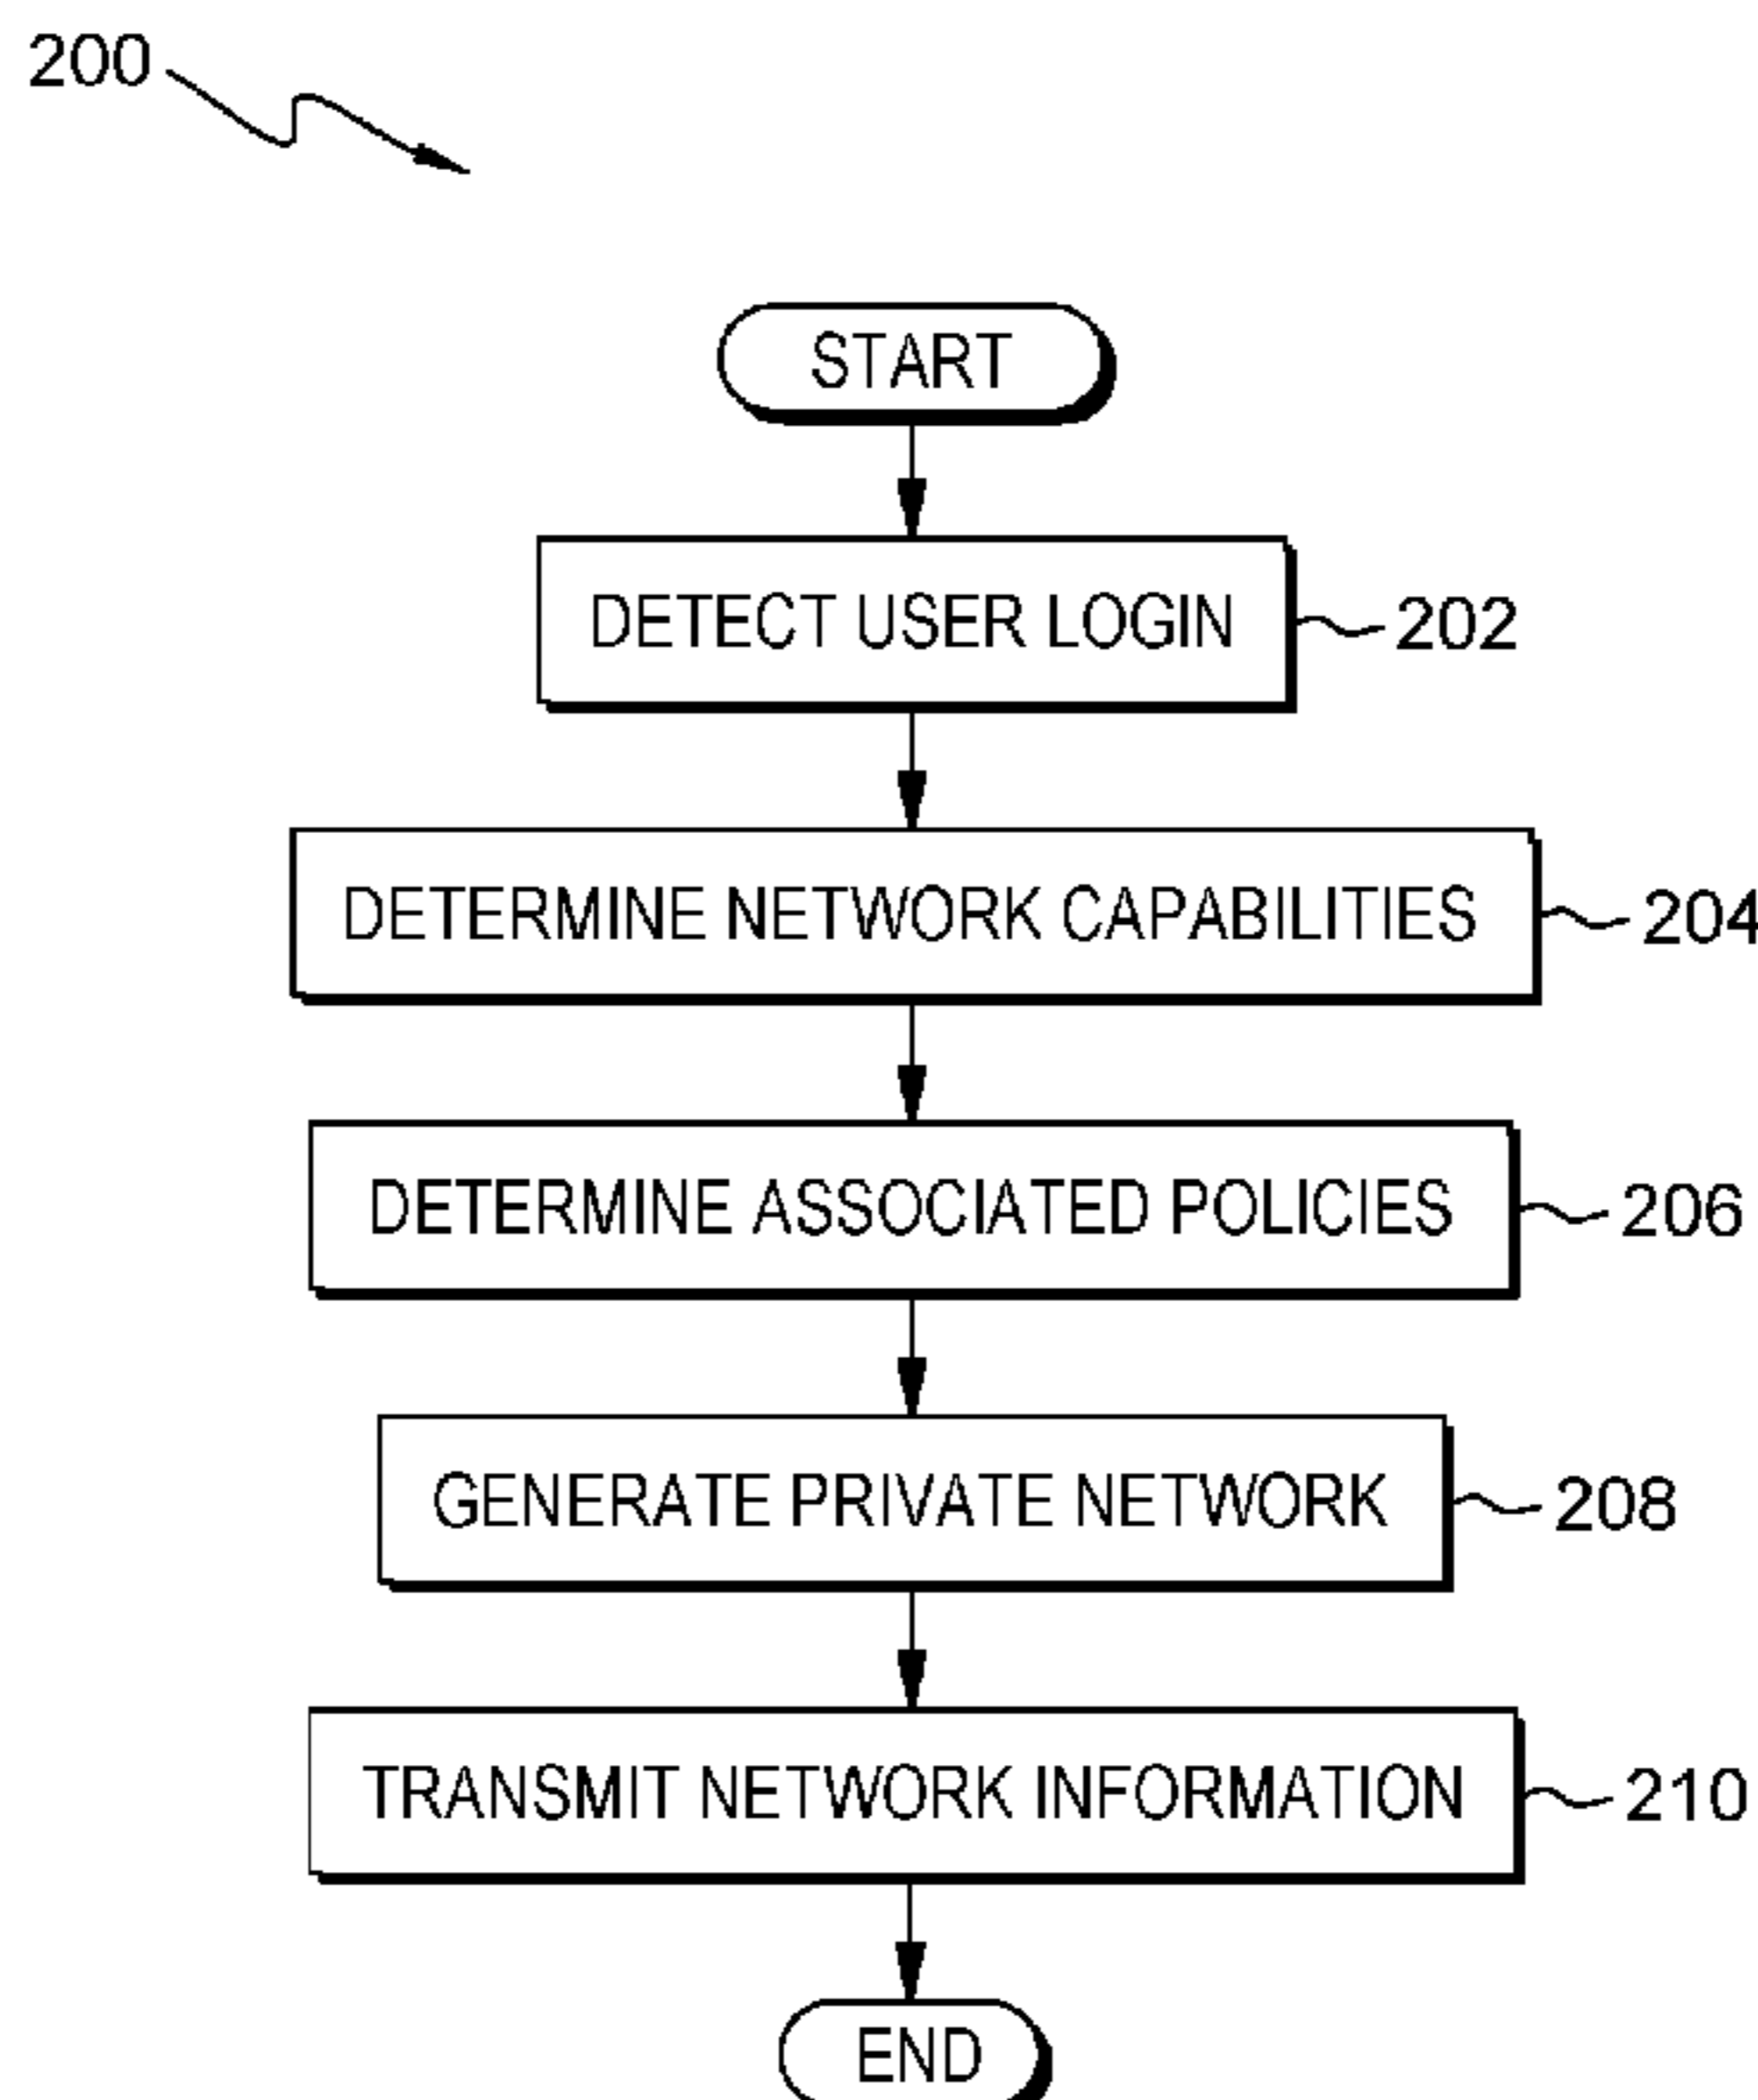 200
START
DETECT USER LOGIN
202
DETERMINE NETWORK CAPABILITIES
204
DETERMINE ASSOCIATED POLICIES
206
GENERATE PRIVATE NETWORK
208
TRANSMIT NETWORK INFORMATION
210
END